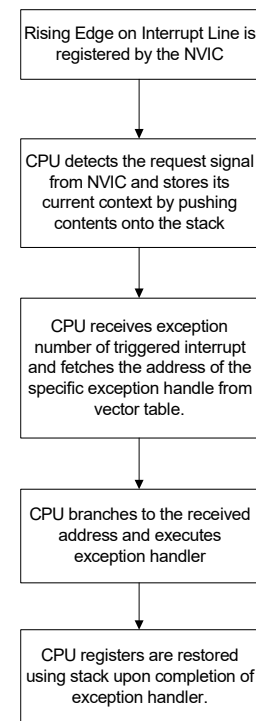 Rising Edge on Interrupt Line is
registered by the NVIC
CPU detects the request signal
from NVIC and stores its
current context by pushing
contents onto the stack
CPU receives exception
number of triggered interrupt
and fetches the address of the
specific exception handle from
vector table.
CPU branches to the received
address and executes
exception handler
CPU registers are restored
using stack upon completion of
exception handler.